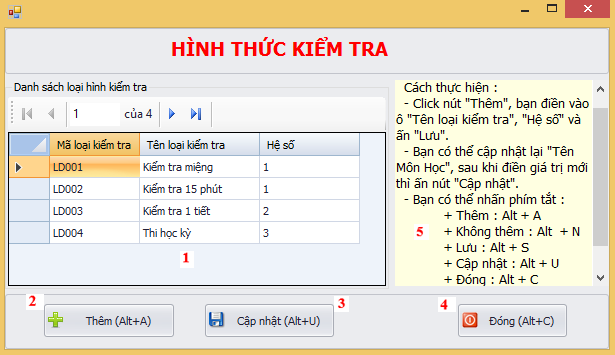 HÌNH THỨC KIỂM TRA
Danh sách loại hình kiểm tra
1 của 4
Mã loại kiểm tra Tên loại kiểm tra Hệ số
LD001 Kiểm tra miệng 1
LD002 Kiểm tra 15 phút 1
LD003 Kiểm tra 1 tiết 2
LD004 Thi học kỳ 3
1
Cách thực hiện :
- Click nút "Thêm", bạn điền vào
ô "Tên loại kiểm tra", "Hệ số" và
ấn "Lưu".
- Bạn có thể cập nhật lại "Tên
Môn Học", sau khi điền giá trị mới
thì ấn nút "Cập nhật".
- Bạn có thể nhấn phím tắt :
+ Thêm : Alt + A
5 + Không thêm : Alt + N
+ Lưu : Alt + S
+ Cập nhật : Alt + U
+ Đóng : Alt + C
2 Thêm (Alt+A)
3 Cập nhật (Alt+U)
4 Đóng (Alt+C)